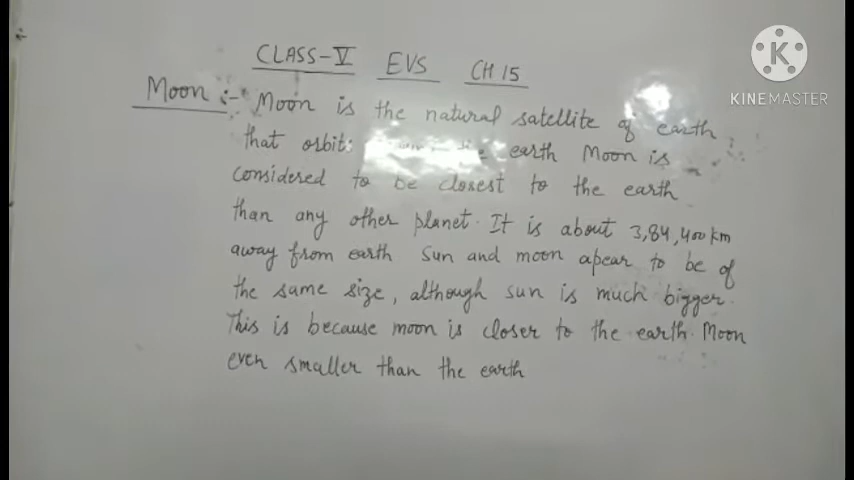 CLASS-V EVS CH 15
K
KINEMASTER
Moon :- Moon is the natural satellite of earth
that orbit: the earth Moon is
considered to be closest to the earth
than any other planet. It is about 3,84,400 km
away from earth Sun and moon apear to be of
the same size, although sun is much bigger.
This is because moon is closer to the earth. Moon
even smaller than the earth